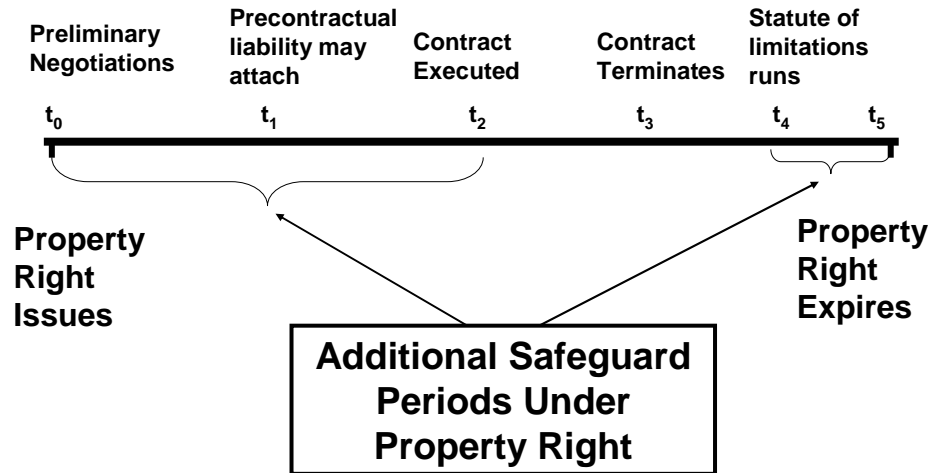 Preliminary
Negotiations
Precontractual
liability may
attach
Contract
Executed
Contract
Terminates
Statute of
limitations
runs
t0
t1
t2
t3
t4
t5
Property
Right
Issues
Property
Right
Expires
Additional Safeguard
Periods Under
Property Right